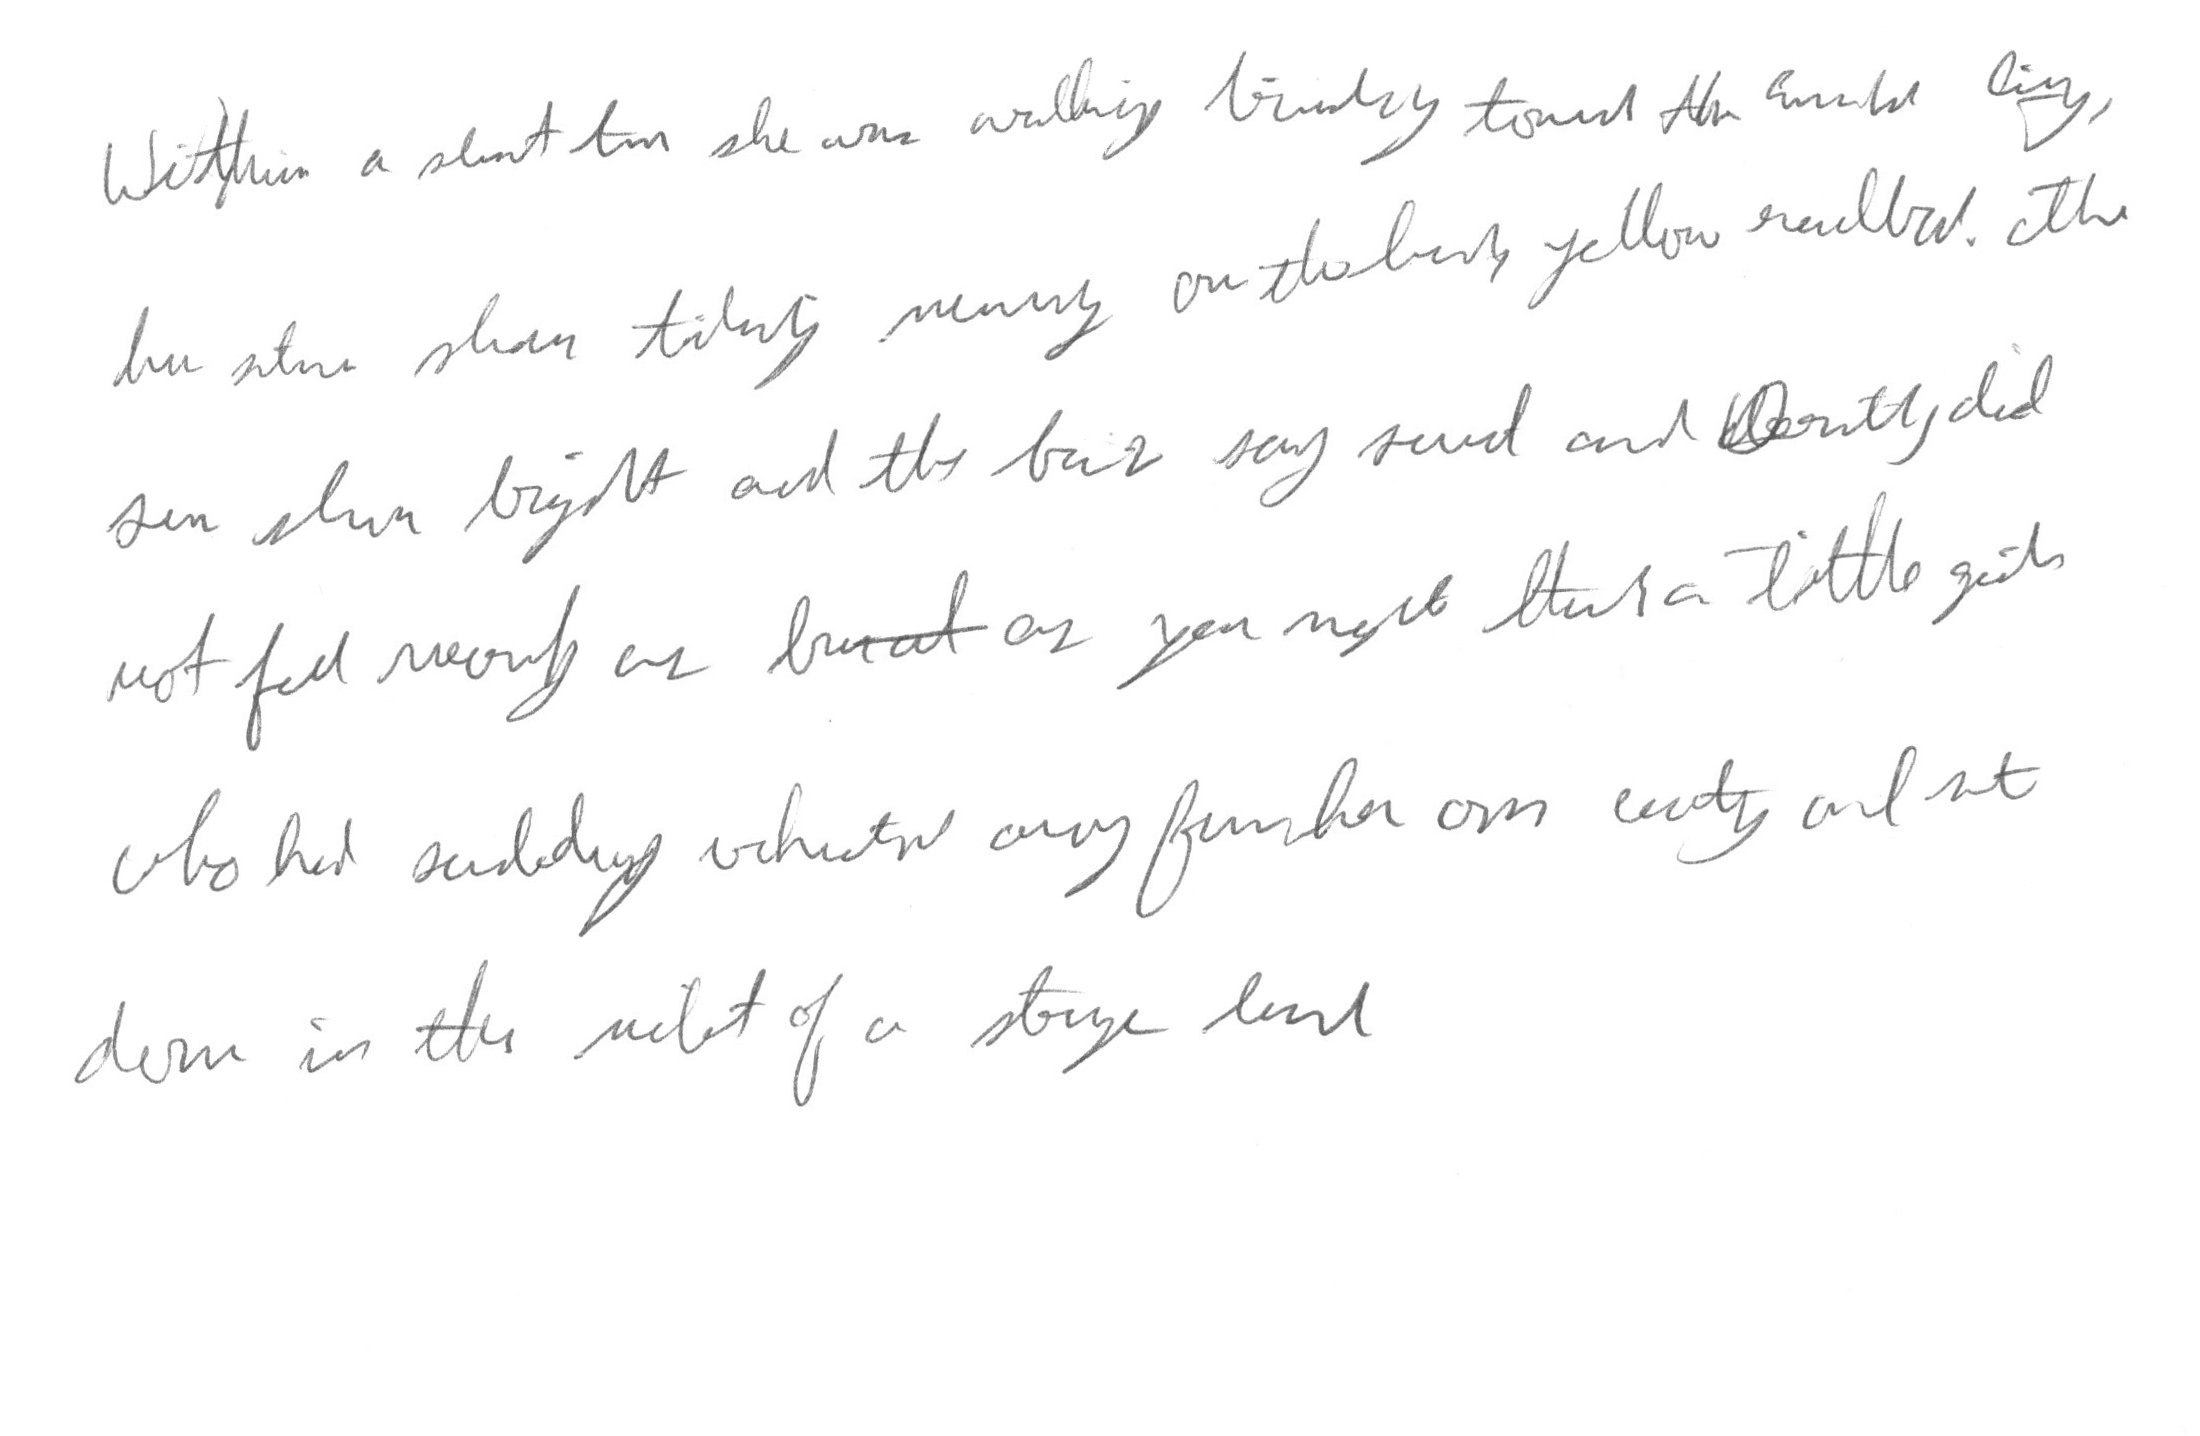 Within a short time she was walking briskly toward the Emerald City,
her silver shoes tinkling merrily on the hard, yellow roadbed. The
sun shone bright and the birds sang sweet and Dorothy did
not feel nearly as bad as you might think a little girl
who had suddenly whisked away from her own country and set
down in the midst of a strange land